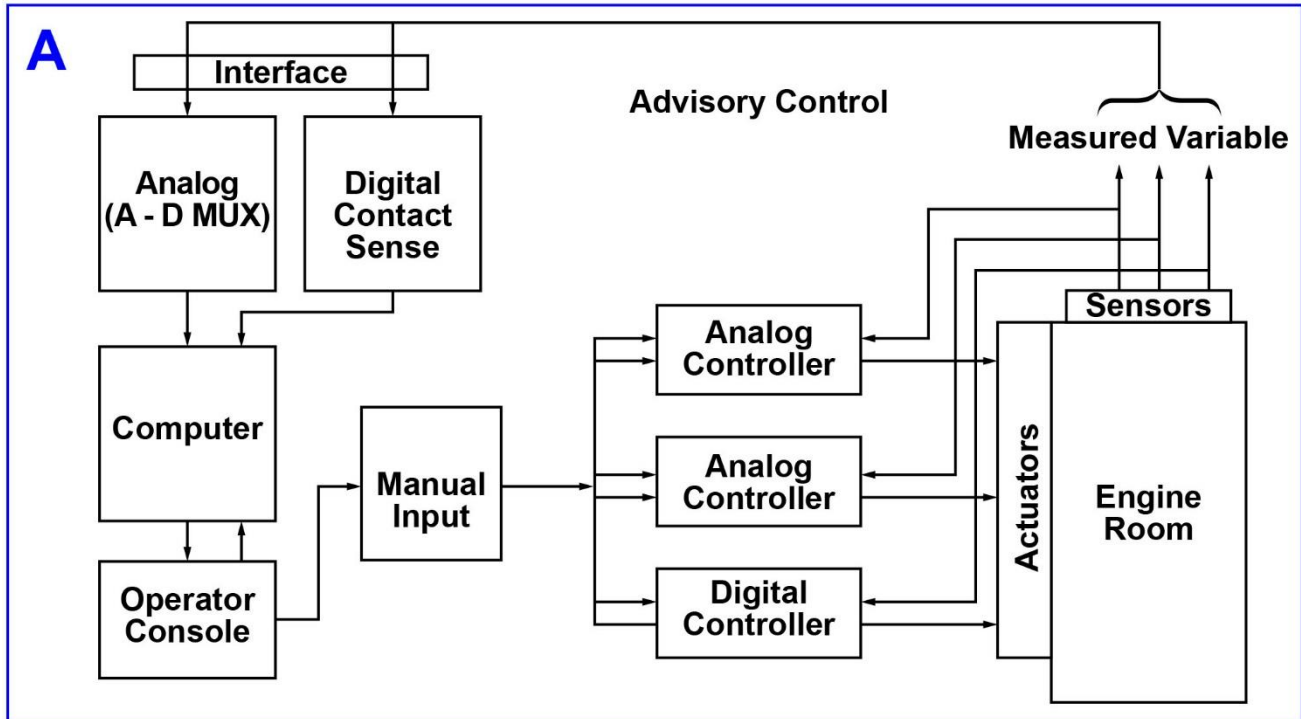 A
Interface
Advisory Control
Measured Variable
Analog
(A - D MUX)
Digital
Contact
Sense
Sensors
Analog
Controller
Computer
Manual
Input
Analog
Controller
Actuators
Engine
Room
Operator
Console
Digital
Controller